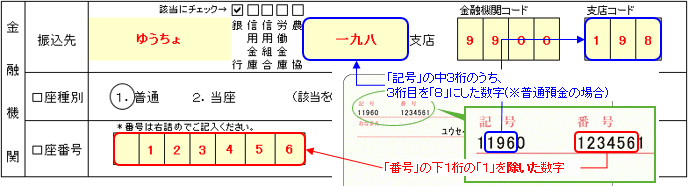 該当にチェック→
金融機関コード
支店コード
金融機関
振込先
ゆうちょ
銀行
信用金庫
信用組合
労働金庫
農協
一九八
支店
9 9 0 0
1 9 8
「記号」の中3桁のうち、
3桁目を「8」にした数字(※普通預金の場合)
口座種別
1. 普通
2. 当座
(該当を
記号
番号
11960
1234561
ユウセ
記号
番号
11960
1234561
*番号は右詰めでご記入ください。
口座番号
1 2 3 4 5 6
「番号」の下1桁の「1」を除いた数字